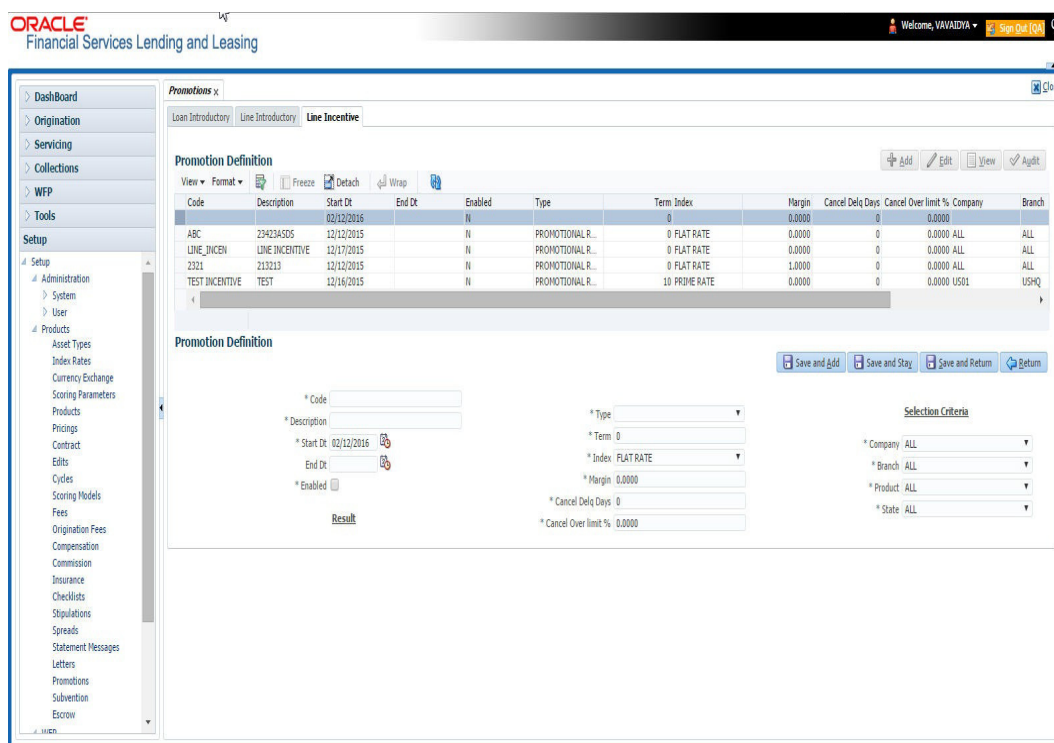 ORACLE
Financial Services Lending and Leasing
Welcome, VAVAIDYA
Sign Out [QA]
DashBoard
Origination
Servicing
Collections
WFP
Tools
Setup
Setup
Administration
System
User
Products
Asset Types
Index Rates
Currency Exchange
Scoring Parameters
Products
Pricings
Contract
Edits
Cycles
Scoring Models
Fees
Origination Fees
Compensation
Commission
Insurance
Checklists
Stipulations
Spreads
Statement Messages
Letters
Promotions
Subvention
Escrow
WFP
Promotions x
Clo
Loan Introductory Line Introductory Line Incentive
Promotion Definition
Add Edit View Audit
View Format Freeze Detach Wrap
Code Description Start Dt End Dt Enabled Type Term Index Margin Cancel Delq Days Cancel Over limit % Company Branch
02/12/2016 N 0 0.0000 0 0.0000
ABC 23423ASDS 12/12/2015 N PROMOTIONAL R... 0 FLAT RATE 0.0000 0 0.0000 ALL ALL
LINE_INCEN LINE INCENTIVE 12/17/2015 N PROMOTIONAL R... 0 FLAT RATE 0.0000 0 0.0000 ALL ALL
2321 213213 12/12/2015 N PROMOTIONAL R... 0 FLAT RATE 1.0000 0 0.0000 ALL ALL
TEST INCENTIVE TEST 12/16/2015 N PROMOTIONAL R... 10 PRIME RATE 0.0000 0 0.0000 US01 USHQ
Promotion Definition
Save and Add Save and Stay Save and Return Return
* Code
* Description
* Start Dt 02/12/2016
End Dt
* Enabled
Result
* Type
* Term 0
* Index FLAT RATE
* Margin 0.0000
* Cancel Delq Days 0
* Cancel Over limit % 0.0000
Selection Criteria
* Company ALL
* Branch ALL
* Product ALL
* State ALL